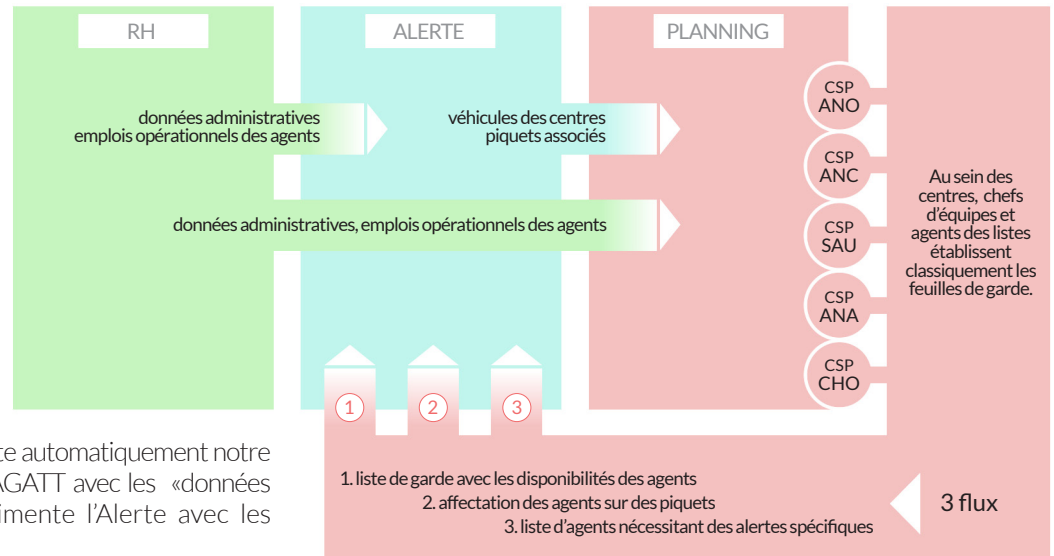 RH
ALERTE
PLANNING
données administratives
emplois opérationnels des agents
véhicules des centres
piquets associés
données administratives, emplois opérationnels des agents
CSP
ANO
CSP
ANC
CSP
SAU
CSP
ANA
CSP
CHO
Au sein des
centres, chefs
d'équipes et
agents des listes
établissent
classiquement les
feuilles de garde.
1
2
3
1. liste de garde avec les disponibilités des agents
2. affectation des agents sur des piquets
3. liste d'agents nécessitant des alertes spécifiques
3 flux
te automatiquement notre
AGATT avec les «données
imente l'Alerte avec les